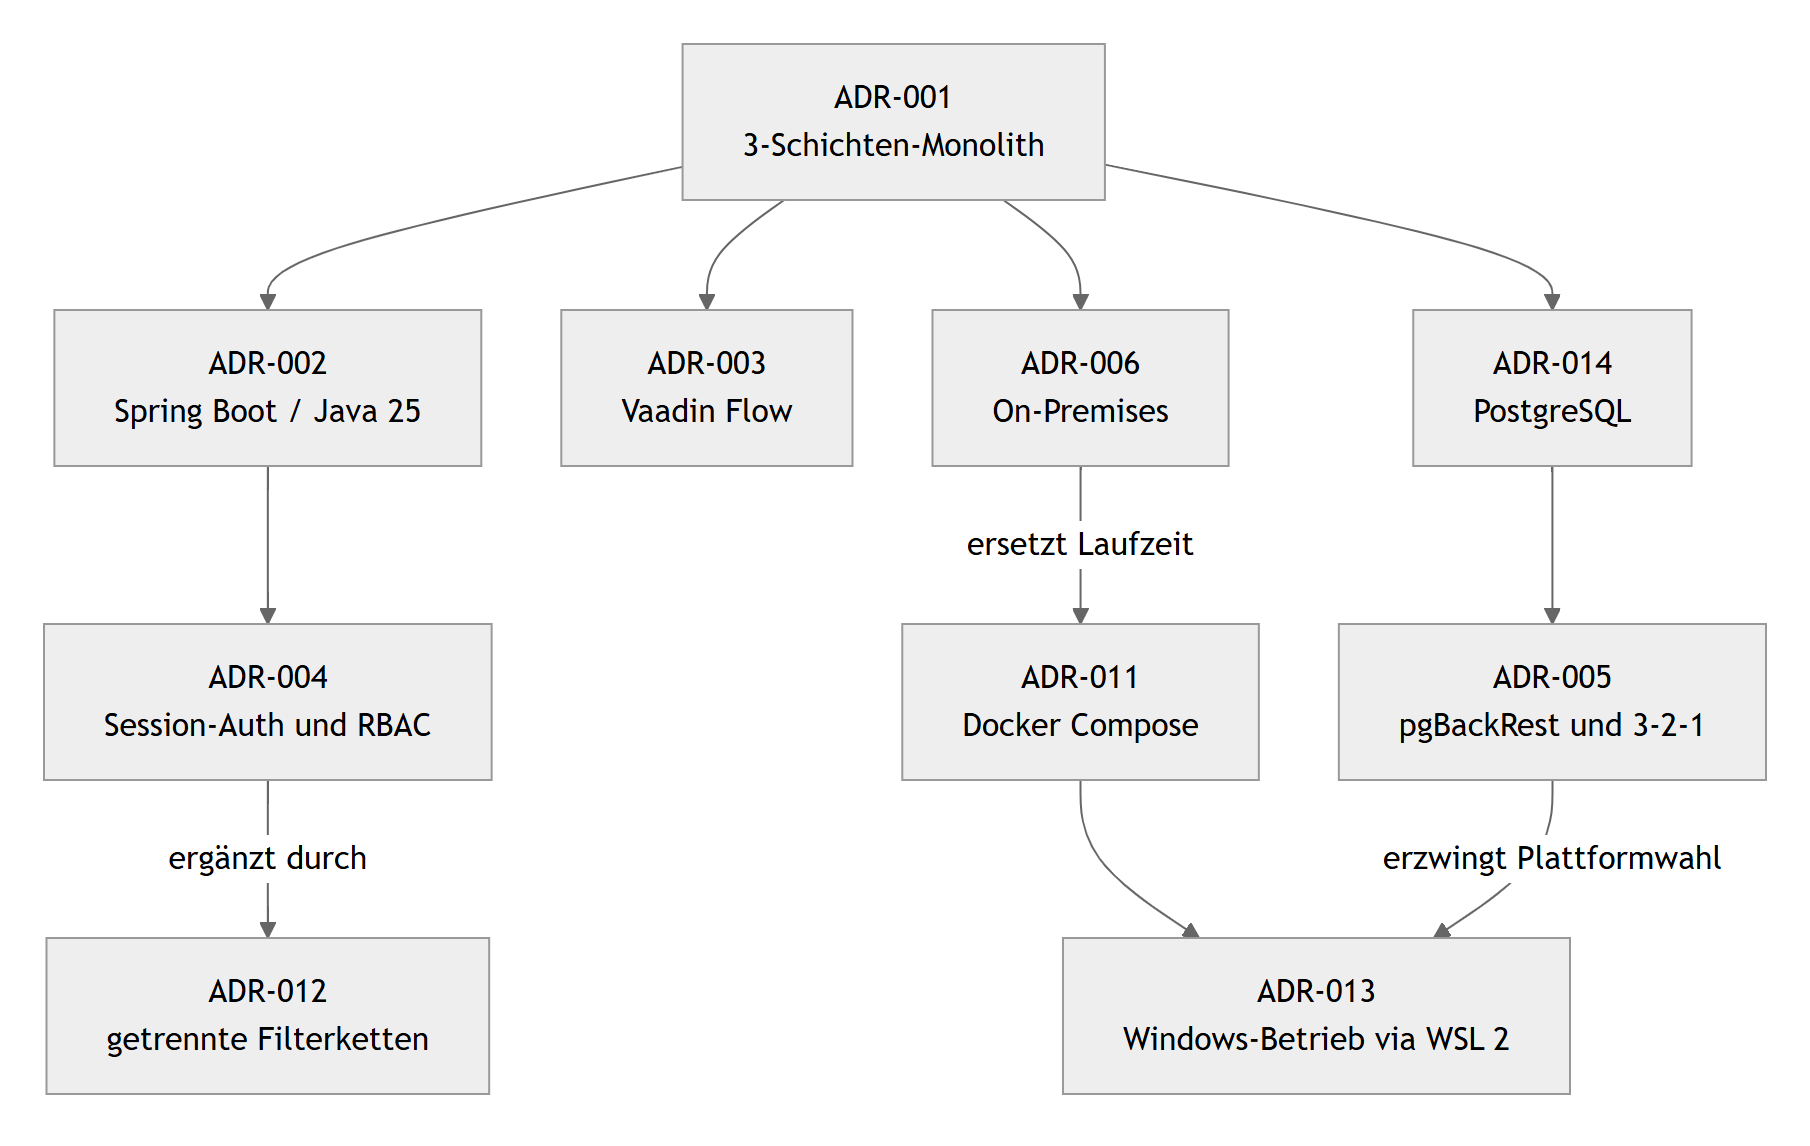 ADR-001
3-Schichten-Monolith
ADR-002
Spring Boot / Java 25
ADR-003
Vaadin Flow
ADR-006
On-Premises
ADR-014
PostgreSQL
ersetzt Laufzeit
ADR-004
Session-Auth und RBAC
ADR-011
Docker Compose
ADR-005
pgBackRest und 3-2-1
ergänzt durch
erzwingt Plattformwahl
ADR-012
getrennte Filterketten
ADR-013
Windows-Betrieb via WSL 2